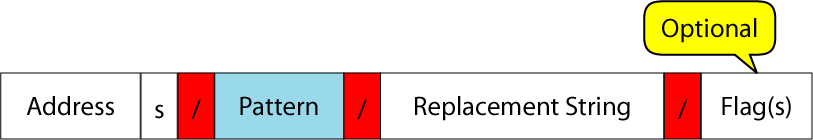 Optional
Address s / Pattern / Replacement String / Flag(s)